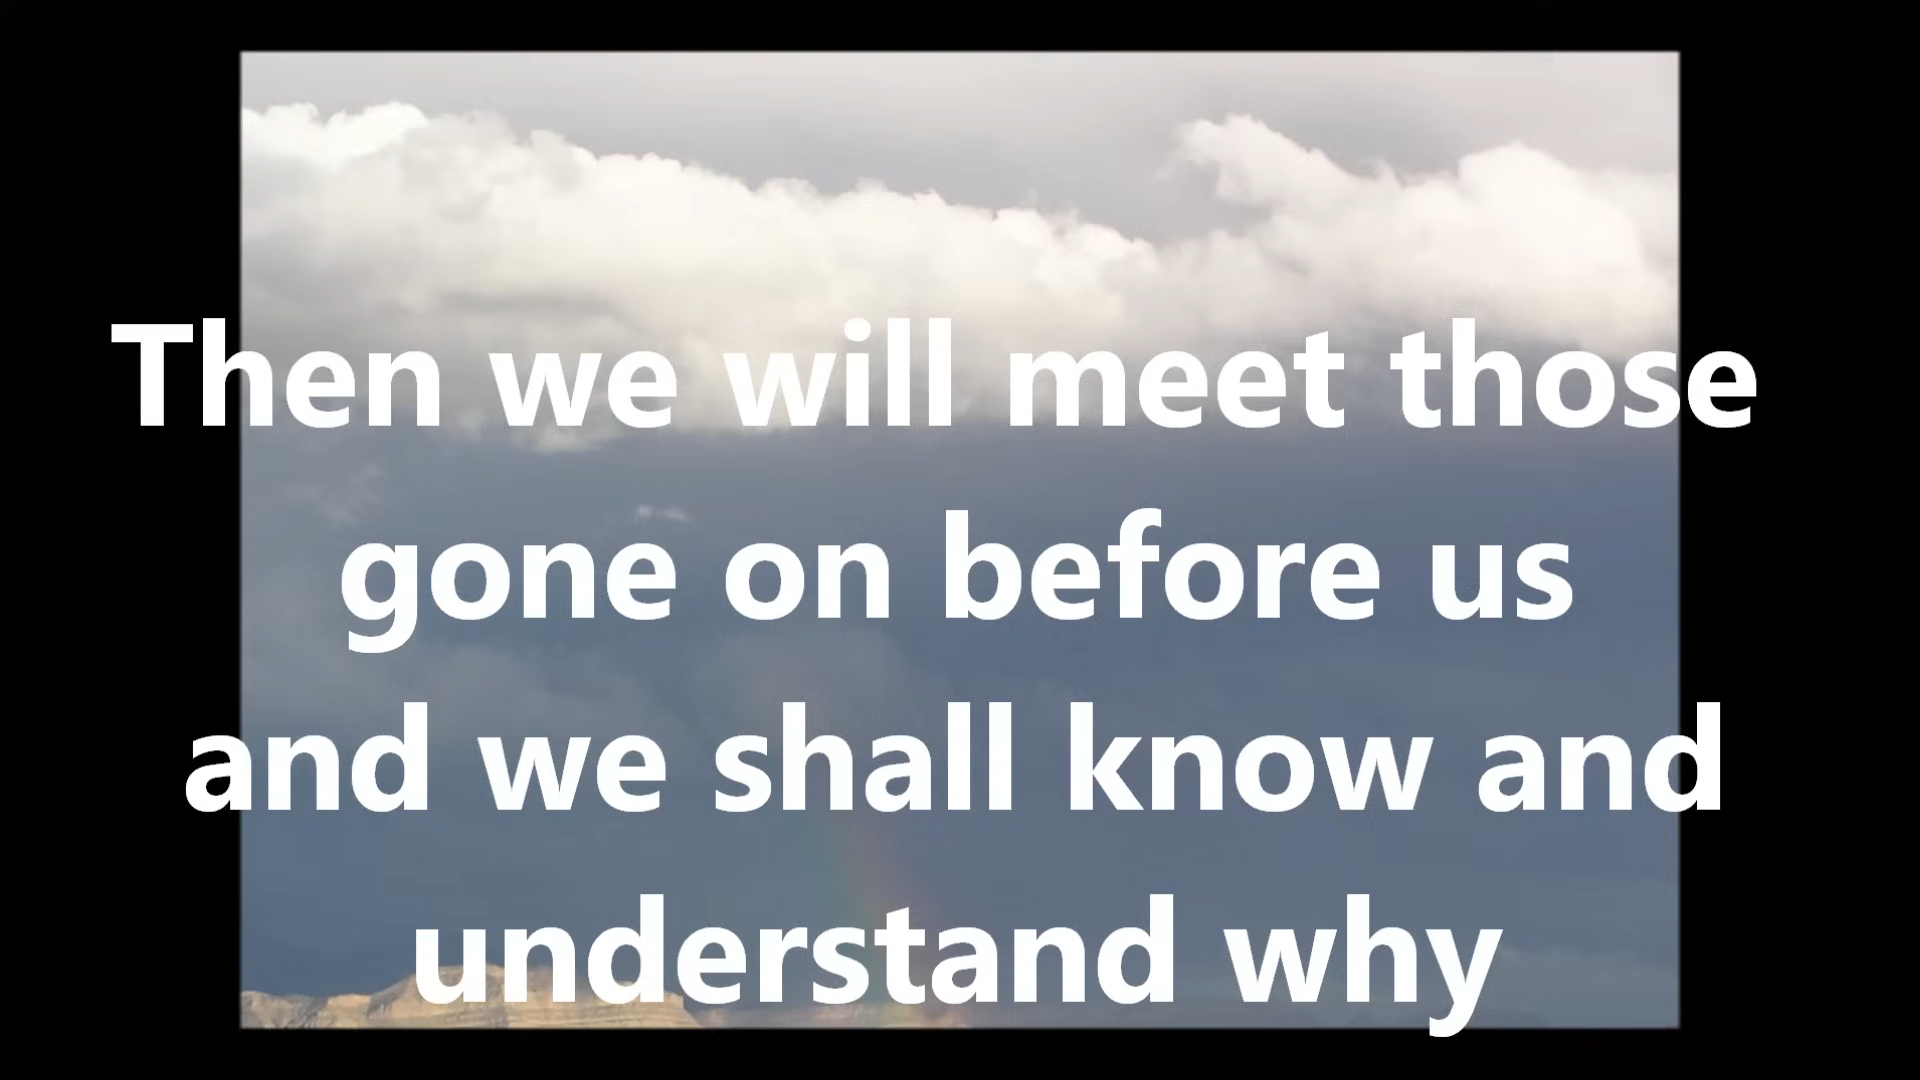 Then we will meet those
gone on before us
and we shall know and
understand why